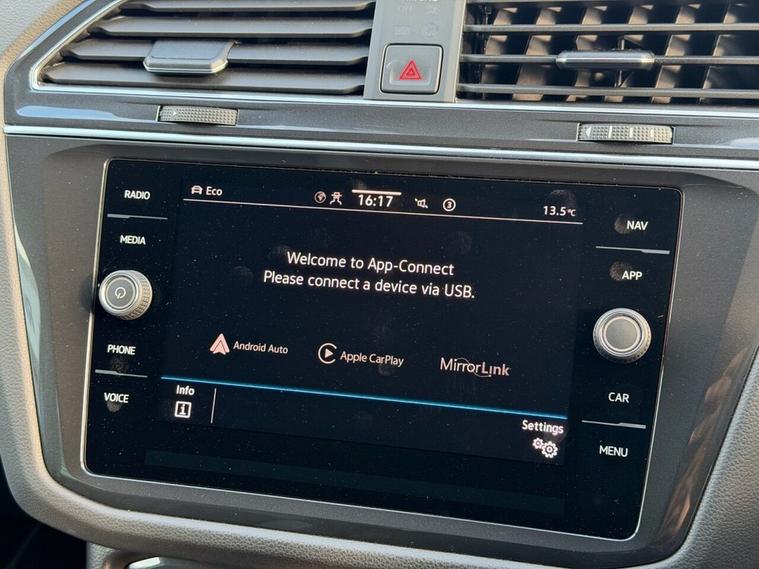 RADIO
MEDIA
PHONE
VOICE
Eco
16:17
3
13.5°C
Welcome to App-Connect
Please connect a device via USB.
Android Auto
Apple CarPlay
MirrorLink
Info
Settings
NAV
APP
CAR
MENU